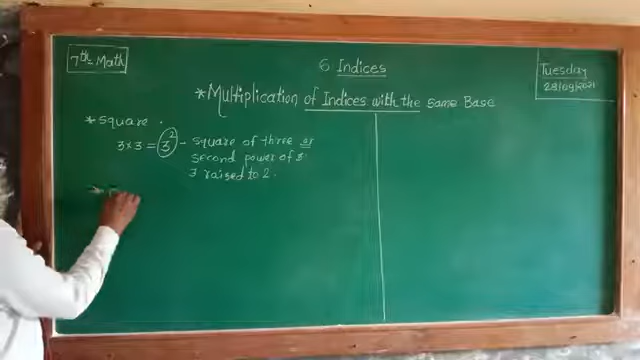 7th Math
6 Indices
Tuesday
28/09/2021
* Multiplication of Indices with the same Base
* Square .
3×3 = 3² - square of three or
second power of 3.
3 raised to 2.